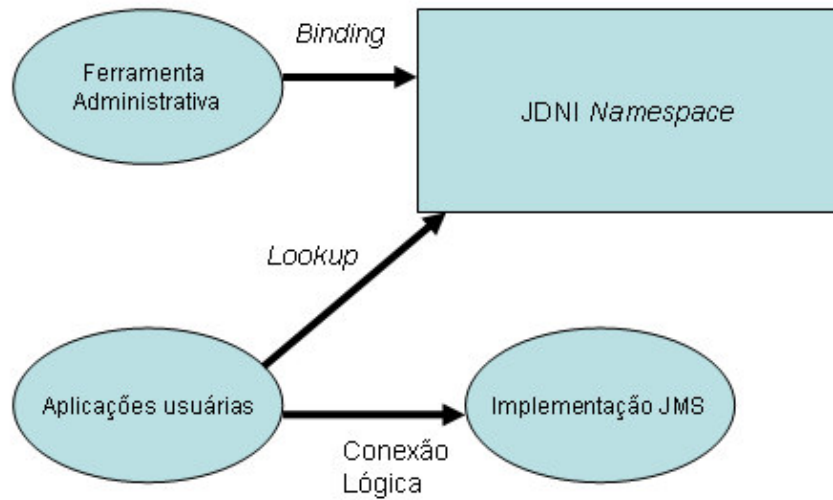 Binding
Ferramenta
Administrativa
JDNI Namespace
Lookup
Aplicações usuárias
Implementação JMS
Conexão
Lógica